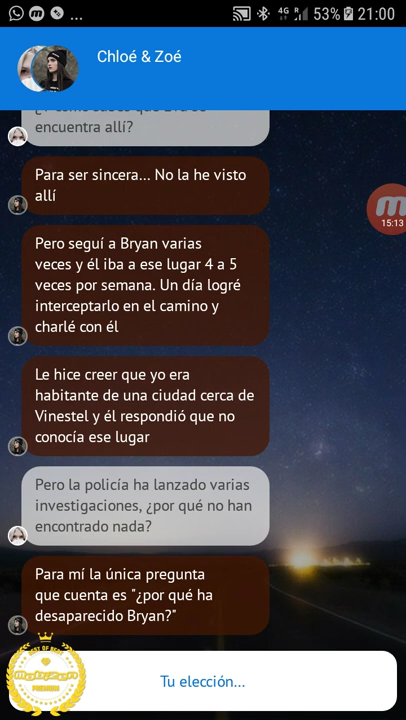 4G R 53% 21:00
Chloé & Zoé
encuentra allí?
Para ser sincera... No la he visto
allí
Pero seguí a Bryan varias
veces y él iba a ese lugar 4 a 5
veces por semana. Un día logré
interceptarlo en el camino y
charlé con él
15:13
Le hice creer que yo era
habitante de una ciudad cerca de
Vinestel y él respondió que no
conocía ese lugar
Pero la policía ha lanzado varias
investigaciones, ¿por qué no han
encontrado nada?
Para mí la única pregunta
que cuenta es "¿por qué ha
desaparecido Bryan?"
BEST OF BEST
Tu elección...